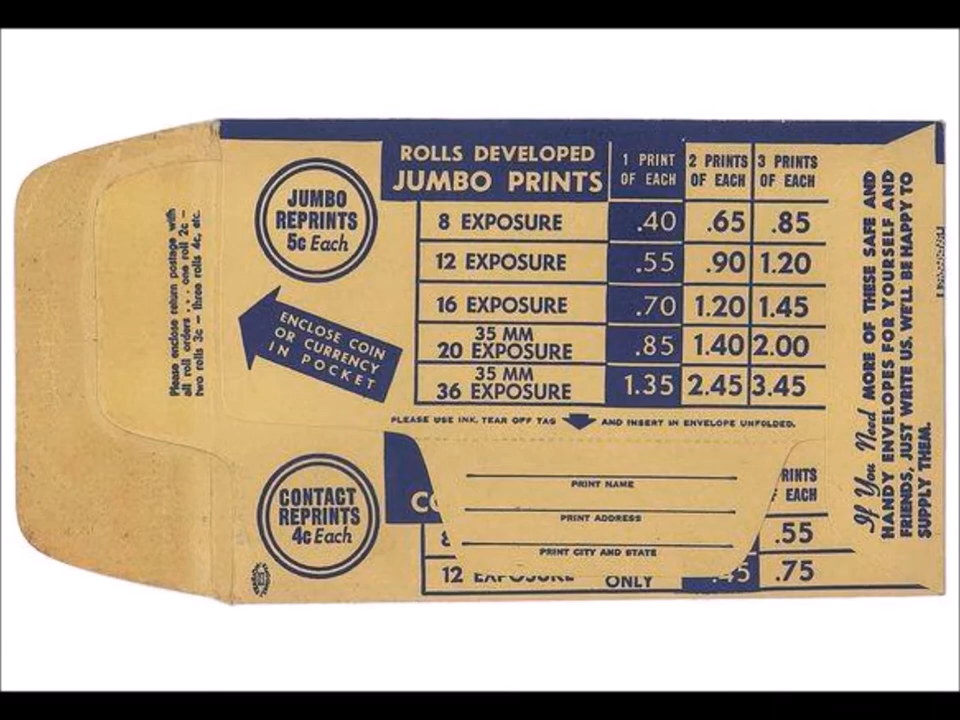 Please enclose return postage with
all roll orders . . . one roll 2c —
two rolls 3c — three rolls 4c, etc.
JUMBO
REPRINTS
5¢ Each
ENCLOSE COIN
OR CURRENCY
IN POCKET
ROLLS DEVELOPED
JUMBO PRINTS
1 PRINT OF EACH 2 PRINTS OF EACH 3 PRINTS OF EACH
8 EXPOSURE .40 .65 .85
12 EXPOSURE .55 .90 1.20
16 EXPOSURE .70 1.20 1.45
35 MM
20 EXPOSURE .85 1.40 2.00
35 MM
36 EXPOSURE 1.35 2.45 3.45
PLEASE USE INK, TEAR OFF TAG AND INSERT IN ENVELOPE UNFOLDED.
CONTACT
REPRINTS
4¢ Each
PRINT NAME
PRINT ADDRESS
PRINT CITY AND STATE
EACH
.55
12 EXPOSURE ONLY .45 .75
If You Need MORE OF THESE SAFE AND
HANDY ENVELOPES FOR YOURSELF AND
FRIENDS, JUST WRITE US. WE'LL BE HAPPY TO
SUPPLY THEM.